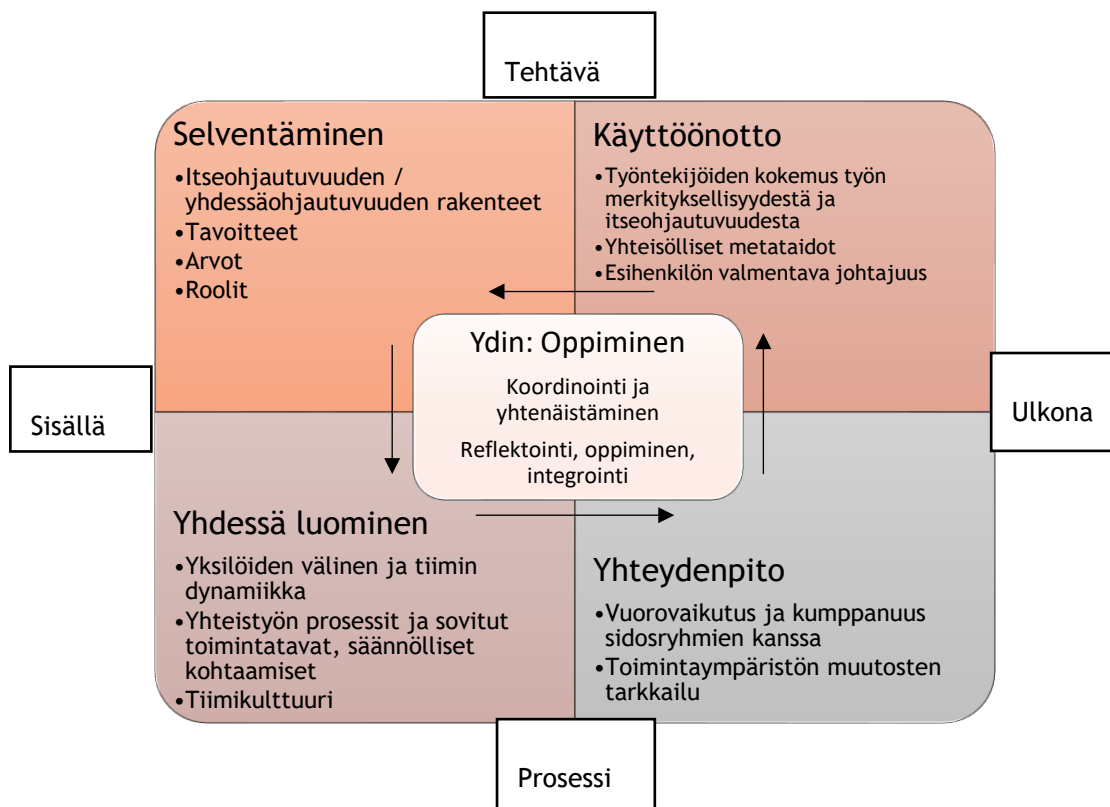 Tehtävä
Selventäminen
•Itseohjautuvuuden /
yhdessäohjautuvuuden rakenteet
•Tavoitteet
•Arvot
•Roolit
Käyttöönotto
•Työntekijöiden kokemus työn
merkityksellisyydestä ja
itseohjautuvuudesta
•Yhteisölliset metataidot
•Esihenkilön valmentava johtajuus
Sisällä
Ydin: Oppiminen
Koordinointi ja
yhtenäistäminen
Reflektointi, oppiminen,
integrointi
Ulkona
Yhdessä luominen
•Yksilöiden välinen ja tiimin
dynamiikka
•Yhteistyön prosessit ja sovitut
toimintatavat, säännölliset
kohtaamiset
•Tiimikulttuuri
Yhteydenpito
•Vuorovaikutus ja kumppanuus
sidosryhmien kanssa
•Toimintaympäristön muutosten
tarkkailu
Prosessi